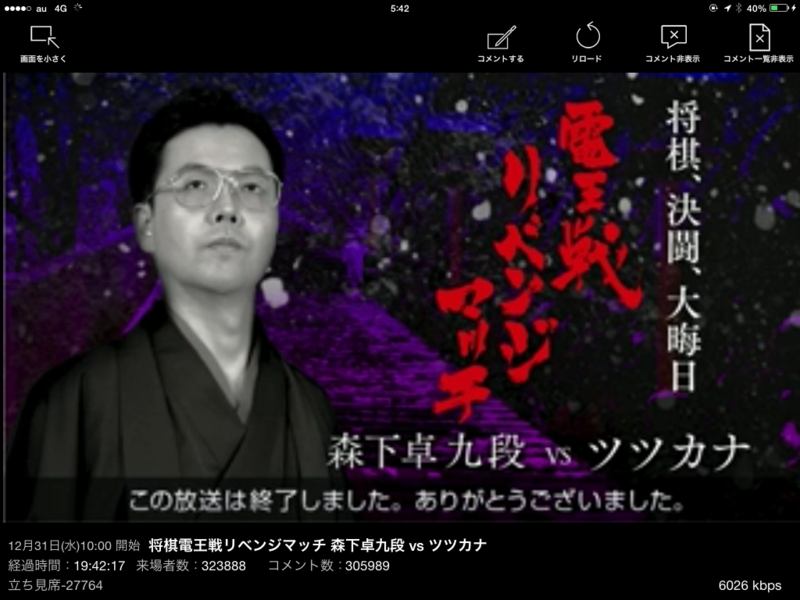 au 4G 5:42 40%
画面を小さく コメントする リロード コメント非表示 コメント一覧非表示
将棋、決闘、大晦日
電王戦
リベンジ
マッチ
森下卓九段 vs ツツカナ
この放送は終了しました。ありがとうございました。
12月31日(水)10:00 開始 将棋電王戦リベンジマッチ 森下卓九段 vs ツツカナ
経過時間：19:42:17 来場者数：323888 コメント数：305989
立ち見席-27764 6026 kbps